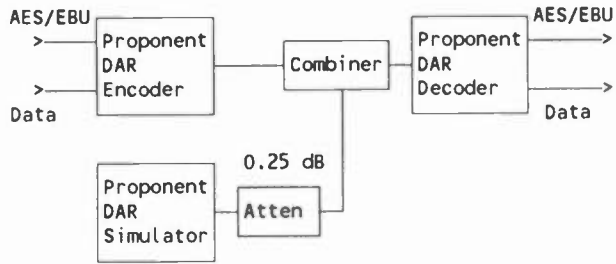 AES/EBU
AES/EBU
>
Proponent
DAR
Encoder
Combiner
Proponent
DAR
Decoder
>
>
>
Data
Data
0.25 dB
Proponent
DAR
Simulator
Atten